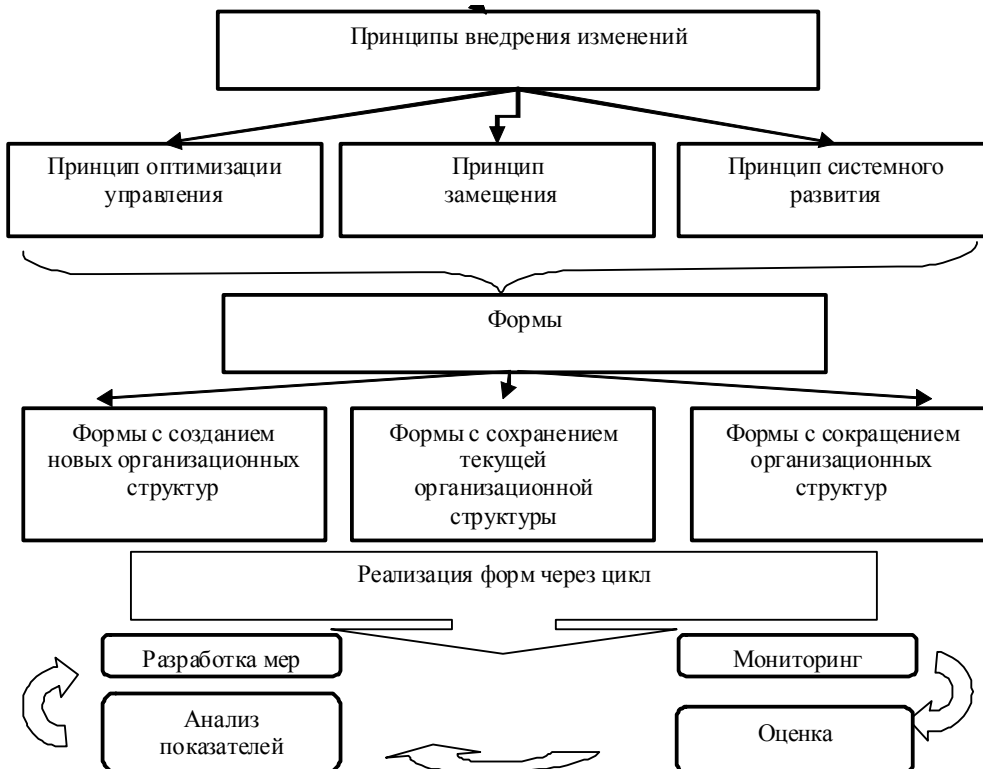 Принципы внедрения изменений
Принцип оптимизации
управления
Принцип
замещения
Принцип системного
развития
Формы
Формы с созданием
новых организационных
структур
Формы с сохранением
текущей
организационной
структуры
Формы с сокращением
организационных
структур
Реализация форм через цикл
Разработка мер
Мониторинг
Анализ
показателей
Оценка